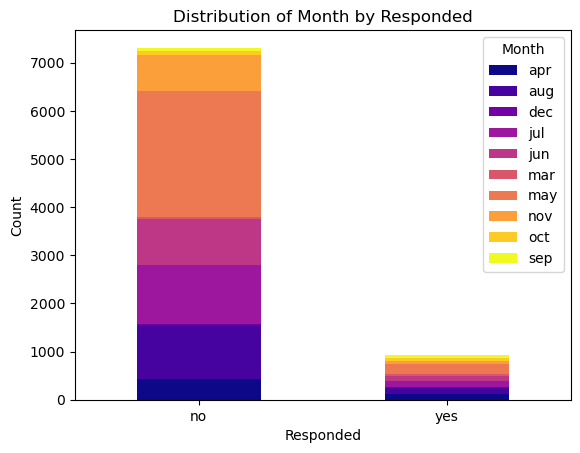 Distribution of Month by Responded
Month
apr
aug
dec
jul
jun
mar
may
nov
oct
sep
Count
7000
6000
5000
4000
3000
2000
1000
0
no
yes
Responded